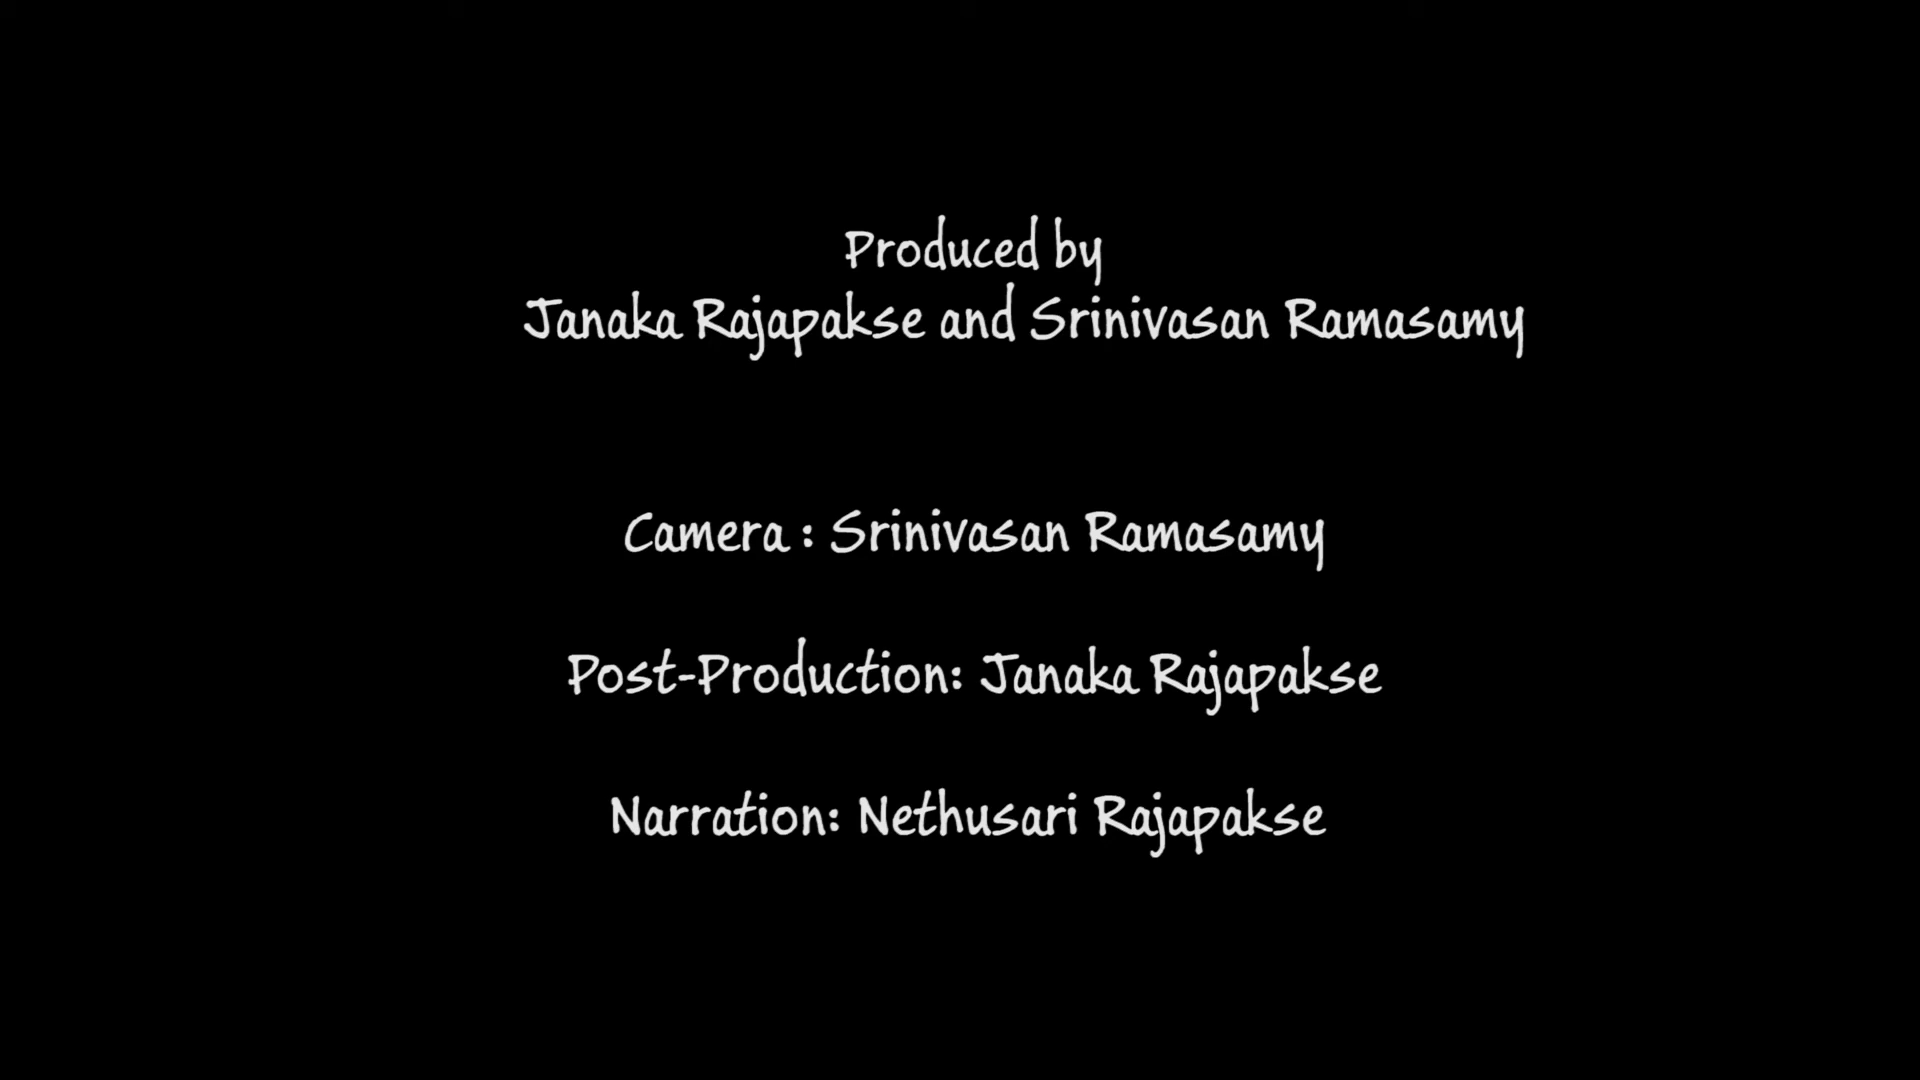 Produced by
Janaka Rajapakse and Srinivasan Ramasamy
Camera : Srinivasan Ramasamy
Post-Production: Janaka Rajapakse
Narration: Nethusari Rajapakse